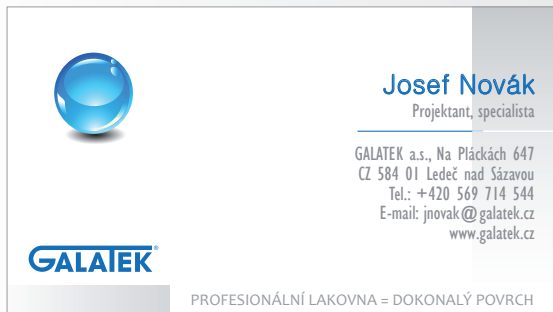 Josef Novák
Projektant, specialista
GALATEK a.s., Na Pláckách 647
CZ 584 01 Ledeč nad Sázavou
Tel.: +420 569 714 544
E-mail: jnovak@galatek.cz
www.galatek.cz
GALATEK®
PROFESIONÁLNÍ LAKOVNA = DOKONALÝ POVRCH